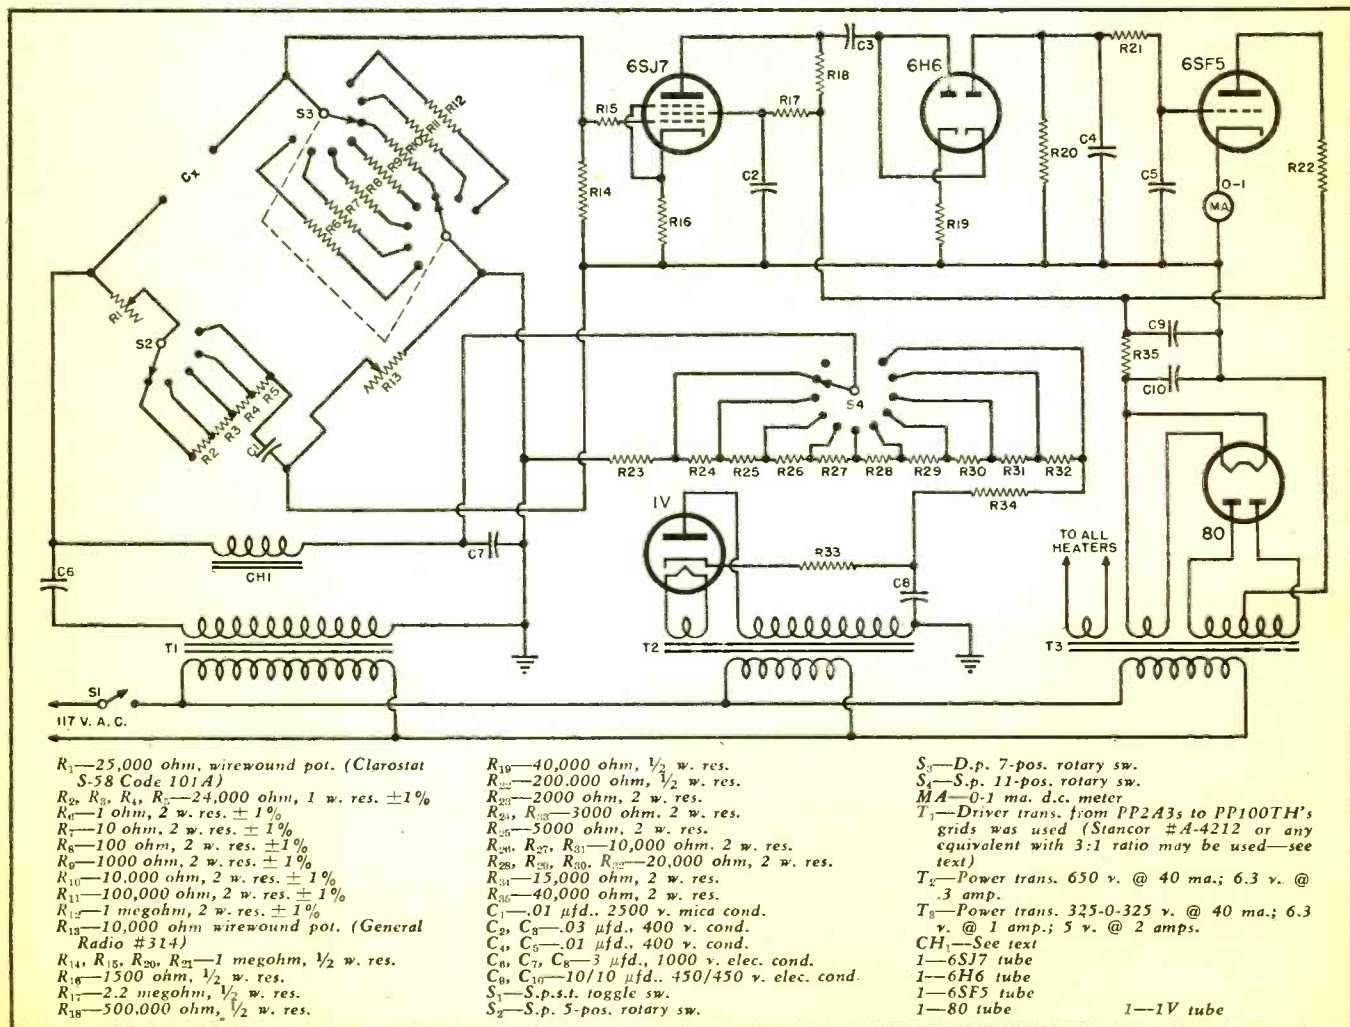 6SJ7
6H6
6SF5
C3
R21
R18
S3
R12
R11
R10
R9
R8
R7
R6
R15
R17
R14
R16
C2
R19
R20
C4
C5
0-1
MA
R22
Cx
R1
S2
R13
R5
R4
R3
R2
C1
C9
R35
C10
S4
R23
R24
R25
R26
R27
R28
R29
R30
R31
R32
R34
1V
R33
C8
80
TO ALL
HEATERS
C7
CH1
C6
T1
T2
T3
S1
117 V. A. C.
R1—25,000 ohm, wirewound pot. (Clarostat
S-58 Code 101A)
R2, R3, R4, R5—24,000 ohm, 1 w. res. ±1%
R6—1 ohm, 2 w. res. ± 1%
R7—10 ohm, 2 w. res. ± 1%
R8—100 ohm, 2 w. res. ±1%
R9—1000 ohm, 2 w. res. ± 1%
R10—10.000 ohm, 2 w. res. ± 1%
R11—100,000 ohm, 2 w. res. ± 1%
R12—1 megohm, 2 w. res. ± 1%
R13—10,000 ohm wirewound pot. (General
Radio #314)
R14, R15, R20, R21—1 megohm, ½ w. res.
R16—1500 ohm, ½ w. res.
R17—2.2 megohm, ½ w. res.
R18—500,000 ohm, ½ w. res.
R19—40,000 ohm, ½ w. res.
R22—200.000 ohm, ½ w. res.
R23—2000 ohm, 2 w. res.
R24, R33—3000 ohm. 2 w. res.
R25—5000 ohm, 2 w. res.
R26, R27, R31—10,000 ohm. 2 w. res.
R28, R29, R30, R32—20,000 ohm, 2 w. res.
R34—15,000 ohm, 2 w. res.
R35—40,000 ohm, 2 w. res.
C1—.01 µfd., 2500 v. mica cond.
C2, C3—.03 µfd., 400 v. cond.
C4, C5—.01 µfd., 400 v. cond.
C6, C7, C8—3 µfd., 1000 v. elec. cond.
C9, C10—10/10 µfd., 450/450 v. elec. cond.
S1—S.p.s.t. toggle sw.
S2—S.p. 5-pos. rotary sw.
S3—D.p. 7-pos. rotary sw.
S4—S.p. 11-pos. rotary sw.
MA—0-1 ma. d.c. meter
T1—Driver trans. from PP2A3s to PP100TH's
grids was used (Stancor #A-4212 or any
equivalent with 3:1 ratio may be used—see
text)
T2—Power trans. 650 v. @ 40 ma.; 6.3 v. @
.3 amp.
T3—Power trans. 325-0-325 v. @ 40 ma.; 6.3
v. @ 1 amp.; 5 v. @ 2 amps.
CH1—See text
1—6SJ7 tube
1—6H6 tube
1—6SF5 tube
1—80 tube 1—1V tube